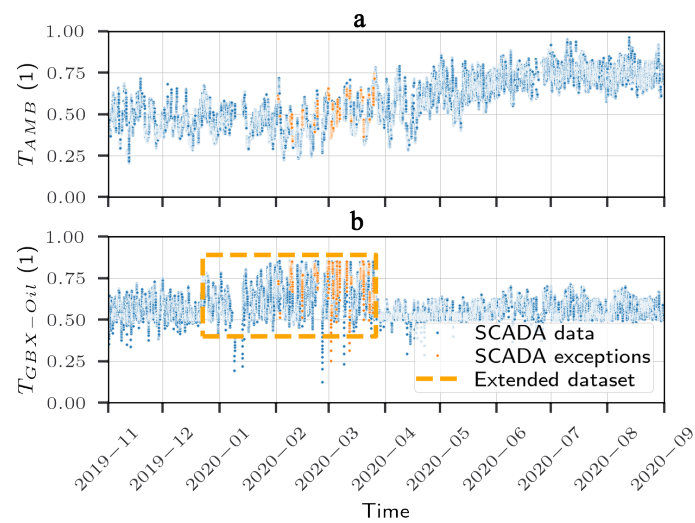 a
1.00
0.75
0.50
0.25
0.00
T_AMB (1)
b
1.00
0.75
0.50
0.25
0.00
T_GBX−Oil (1)
SCADA data
SCADA exceptions
Extended dataset
2019−11
2019−12
2020−01
2020−02
2020−03
2020−04
2020−05
2020−06
2020−07
2020−08
2020−09
Time